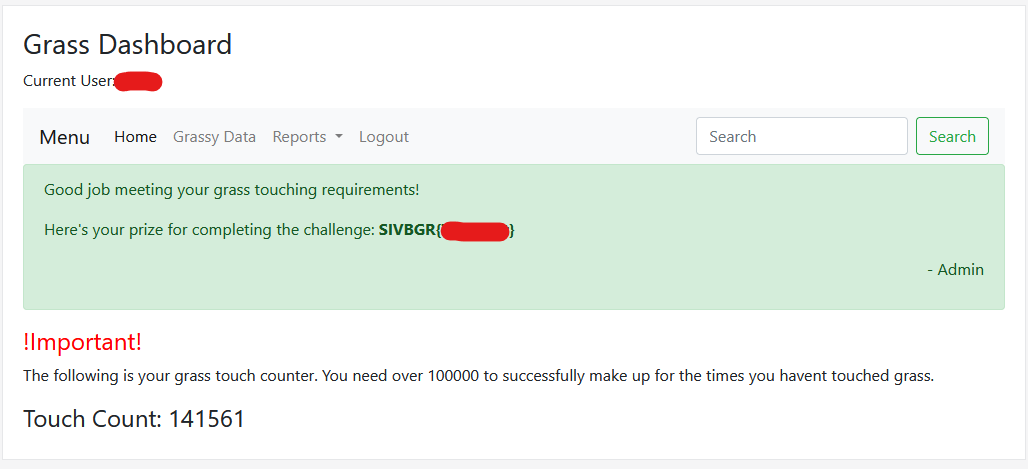 Grass Dashboard
Current User:
Menu Home Grassy Data Reports Logout Search Search
Good job meeting your grass touching requirements!
Here's your prize for completing the challenge: SIVBGR{ }
- Admin
!Important!
The following is your grass touch counter. You need over 100000 to successfully make up for the times you havent touched grass.
Touch Count: 141561